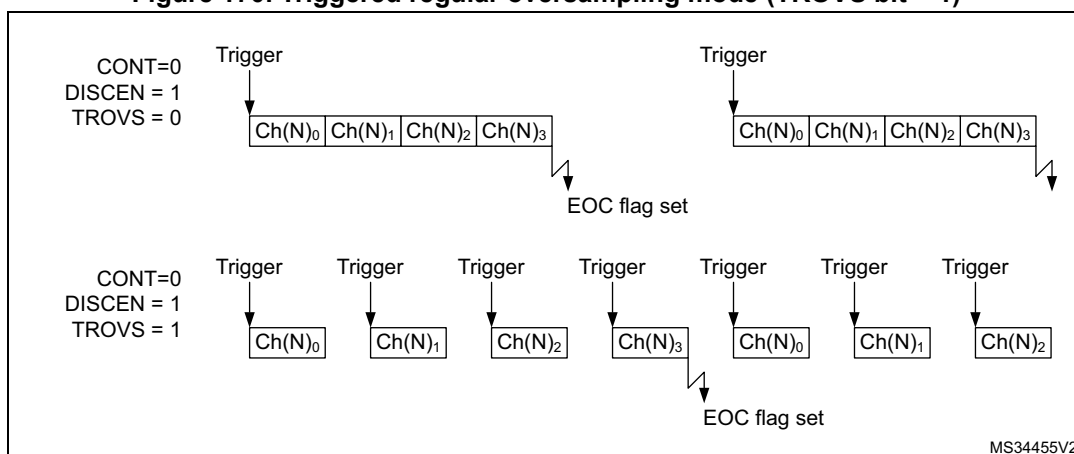 Figure 170. Triggered regular oversampling mode (TROVS bit = 1)
Trigger Trigger
CONT=0
DISCEN = 1
TROVS = 0
Ch(N)₀ Ch(N)₁ Ch(N)₂ Ch(N)₃ Ch(N)₀ Ch(N)₁ Ch(N)₂ Ch(N)₃
EOC flag set
Trigger Trigger Trigger Trigger Trigger Trigger Trigger
CONT=0
DISCEN = 1
TROVS = 1
Ch(N)₀ Ch(N)₁ Ch(N)₂ Ch(N)₃ Ch(N)₀ Ch(N)₁ Ch(N)₂
EOC flag set
MS34455V2